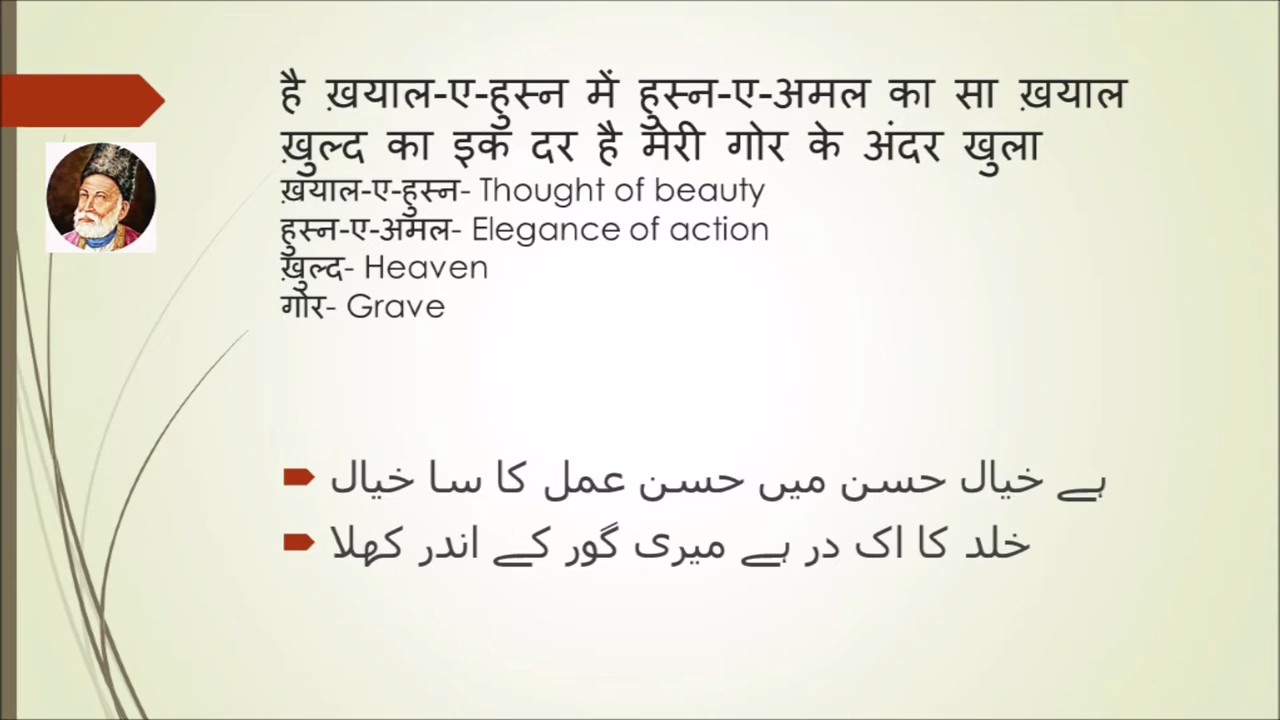 है ख़याल-ए-हुस्न में हुस्न-ए-अमल का सा ख़याल
ख़ुल्द का इक दर है मेरी गोर के अंदर खुला
ख़याल-ए-हुस्न- Thought of beauty
हुस्न-ए-अमल- Elegance of action
ख़ुल्द- Heaven
गोर- Grave
ہے خیال حسن میں حسن عمل کا سا خیال
خلد کا اک در ہے میری گور کے اندر کھلا